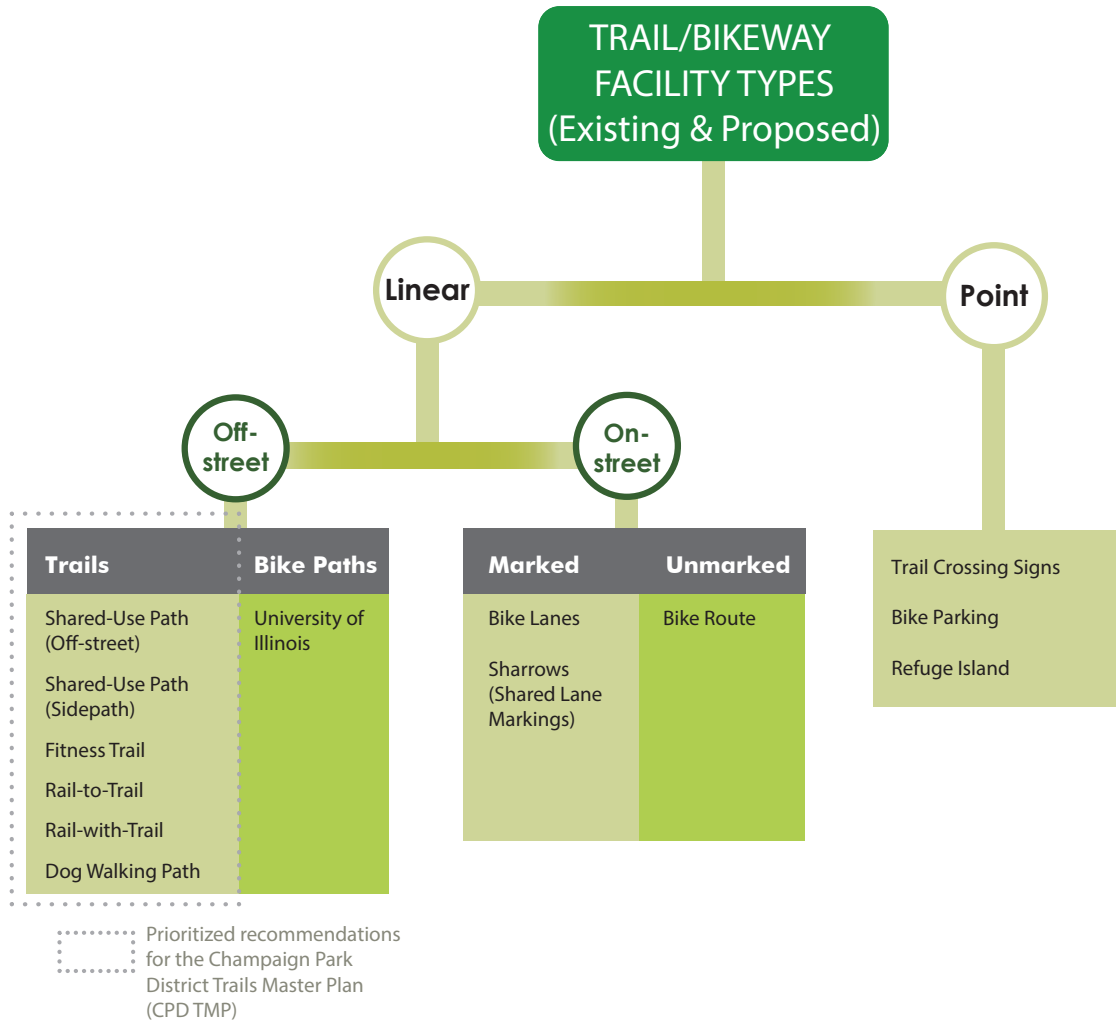 TRAIL/BIKEWAY
FACILITY TYPES
(Existing & Proposed)
Linear
Point
Off-
street
On-
street
Trails
Shared-Use Path
(Off-street)
Shared-Use Path
(Sidepath)
Fitness Trail
Rail-to-Trail
Rail-with-Trail
Dog Walking Path
Bike Paths
University of
Illinois
Marked
Bike Lanes
Sharrows
(Shared Lane
Markings)
Unmarked
Bike Route
Trail Crossing Signs
Bike Parking
Refuge Island
Prioritized recommendations
for the Champaign Park
District Trails Master Plan
(CPD TMP)